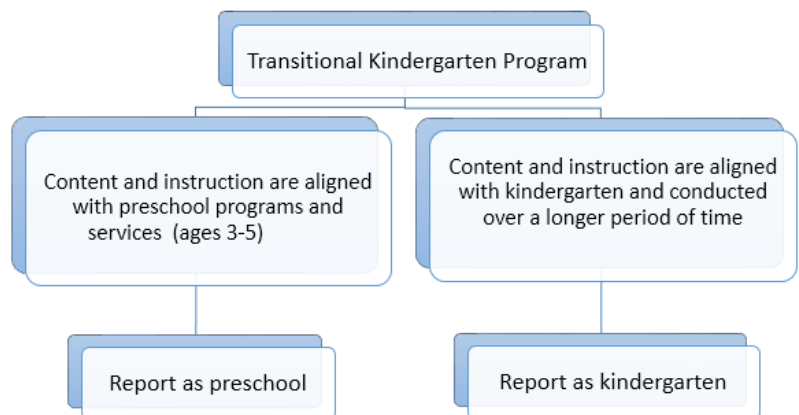 Transitional Kindergarten Program
Content and instruction are aligned
with preschool programs and
services (ages 3-5)
Content and instruction are aligned
with kindergarten and conducted
over a longer period of time
Report as preschool
Report as kindergarten